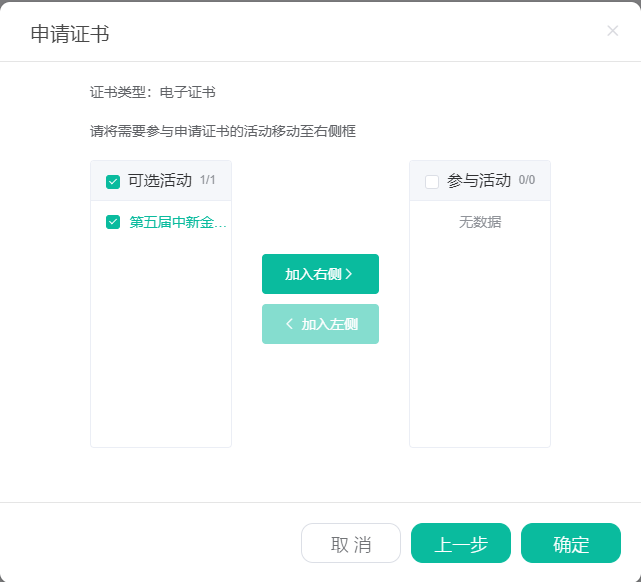 申请证书
证书类型：电子证书
请将需要参与申请证书的活动移动至右侧框
可选活动 1/1
参与活动 0/0
第五届中新金...
无数据
加入右侧
加入左侧
取 消
上一步
确定